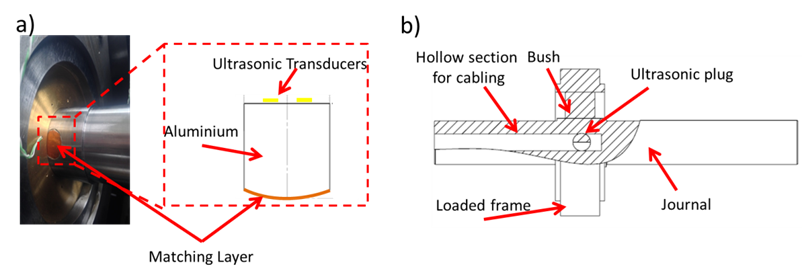 a)
Ultrasonic Transducers
Aluminium
Matching Layer
b)
Hollow section
for cabling
Bush
Ultrasonic plug
Loaded frame
Journal